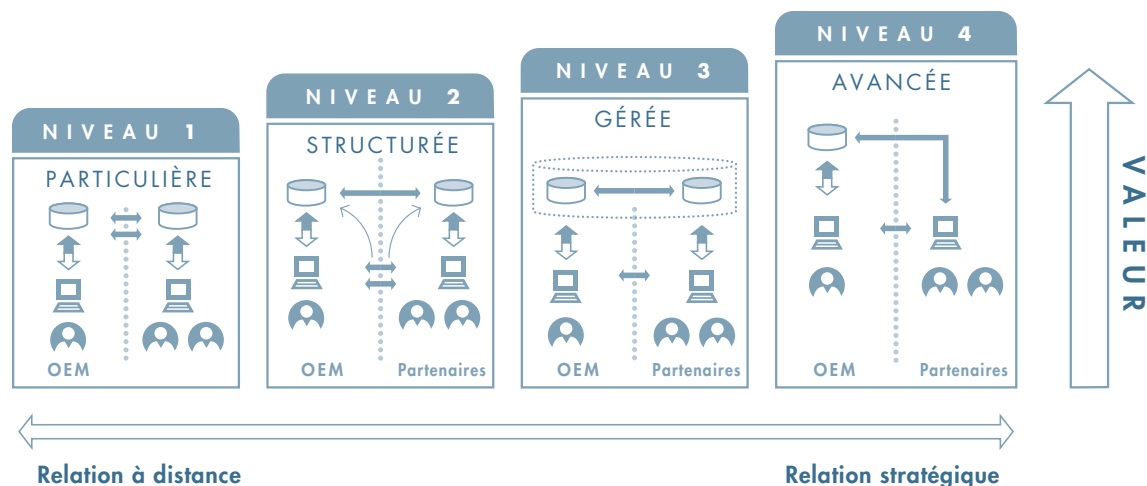 NIVEAU 1
PARTICULIÈRE
OEM
NIVEAU 2
STRUCTURÉE
OEM Partenaires
NIVEAU 3
GÉRÉE
OEM Partenaires
NIVEAU 4
AVANCÉE
OEM Partenaires
VALEUR
Relation à distance
Relation stratégique